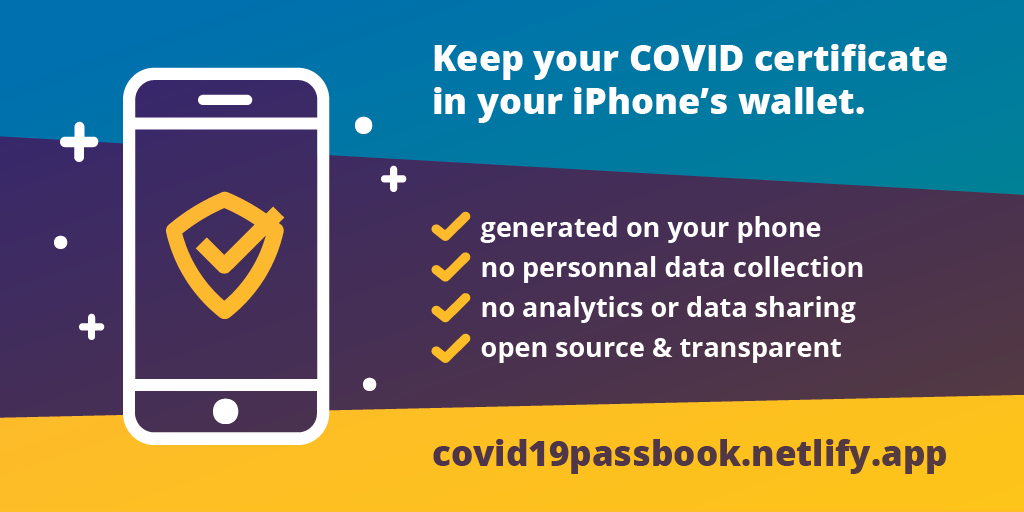 Keep your COVID certificate
in your iPhone’s wallet.
generated on your phone
no personnal data collection
no analytics or data sharing
open source & transparent
covid19passbook.netlify.app